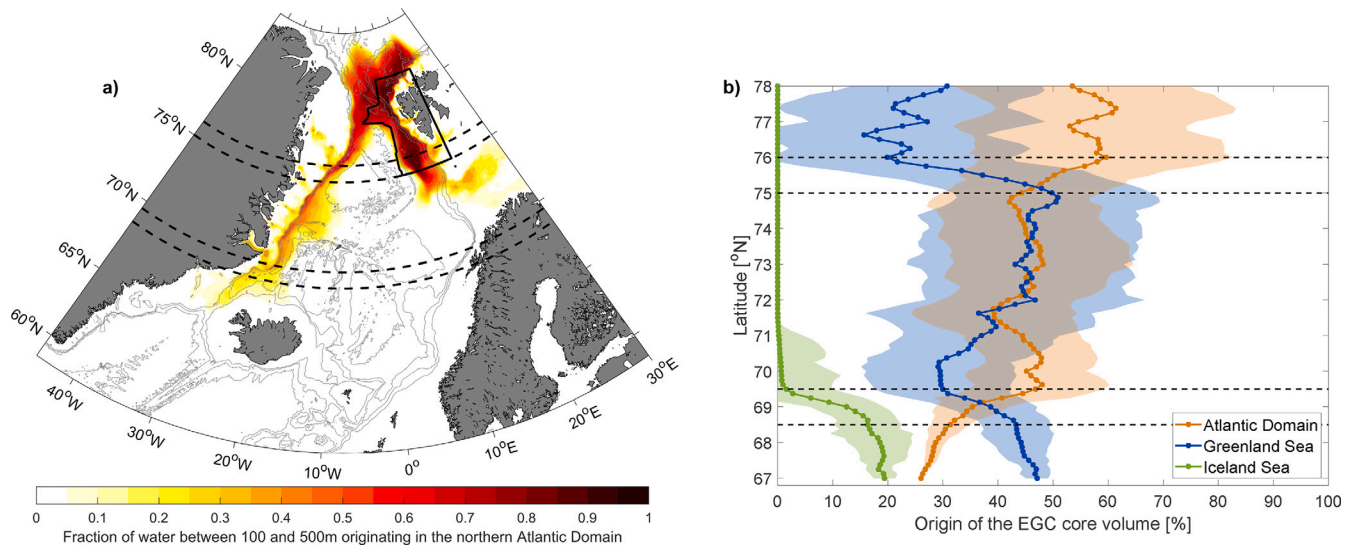 a)
80°N
75°N
70°N
65°N
60°N
40°W
30°W
20°W
10°W
0°
10°E
20°E
30°E
0 0.1 0.2 0.3 0.4 0.5 0.6 0.7 0.8 0.9 1
Fraction of water between 100 and 500m originating in the northern Atlantic Domain
b)
78
77
76
75
74
73
72
71
70
69
68
67
Latitude [°N]
Atlantic Domain
Greenland Sea
Iceland Sea
0 10 20 30 40 50 60 70 80 90 100
Origin of the EGC core volume [%]